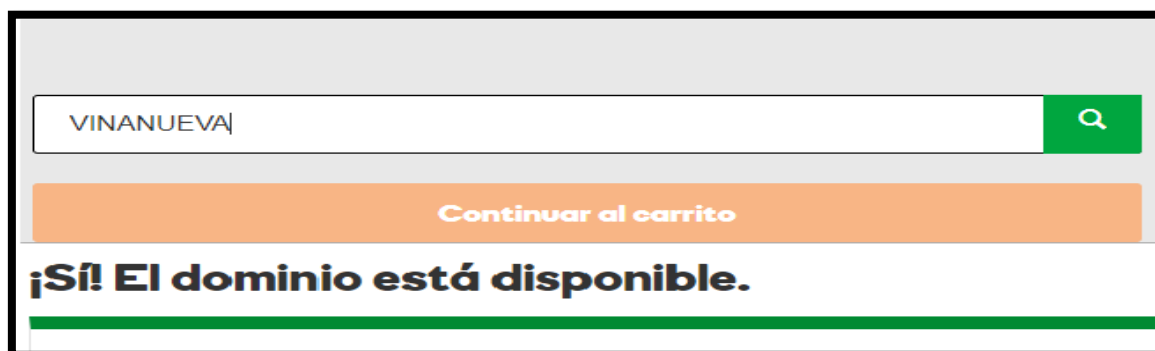 VINANUEVA
Continuar al carrito
¡Sí! El dominio está disponible.